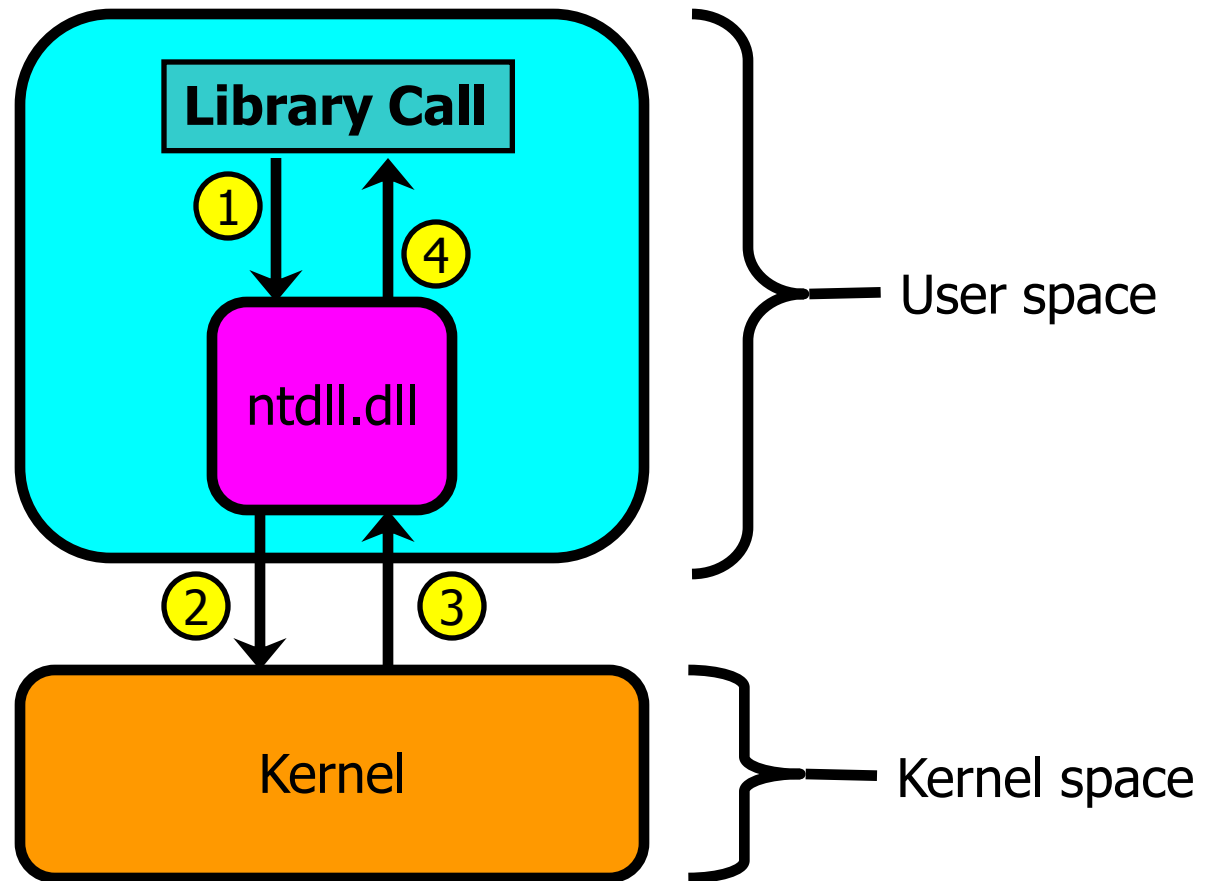 Library Call
1
4
User space
ntdll.dll
2
3
Kernel
Kernel space